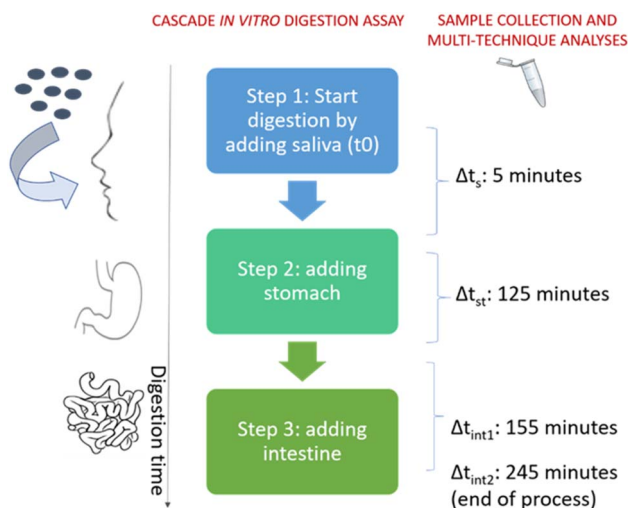 CASCADE IN VITRO DIGESTION ASSAY
SAMPLE COLLECTION AND
MULTI-TECHNIQUE ANALYSES
Step 1: Start
digestion by
adding saliva (t0)
Δtₛ: 5 minutes
Step 2: adding
stomach
Δtₛₜ: 125 minutes
Digestion time
Step 3: adding
intestine
Δtᵢₙₜ₁: 155 minutes
Δtᵢₙₜ₂: 245 minutes
(end of process)